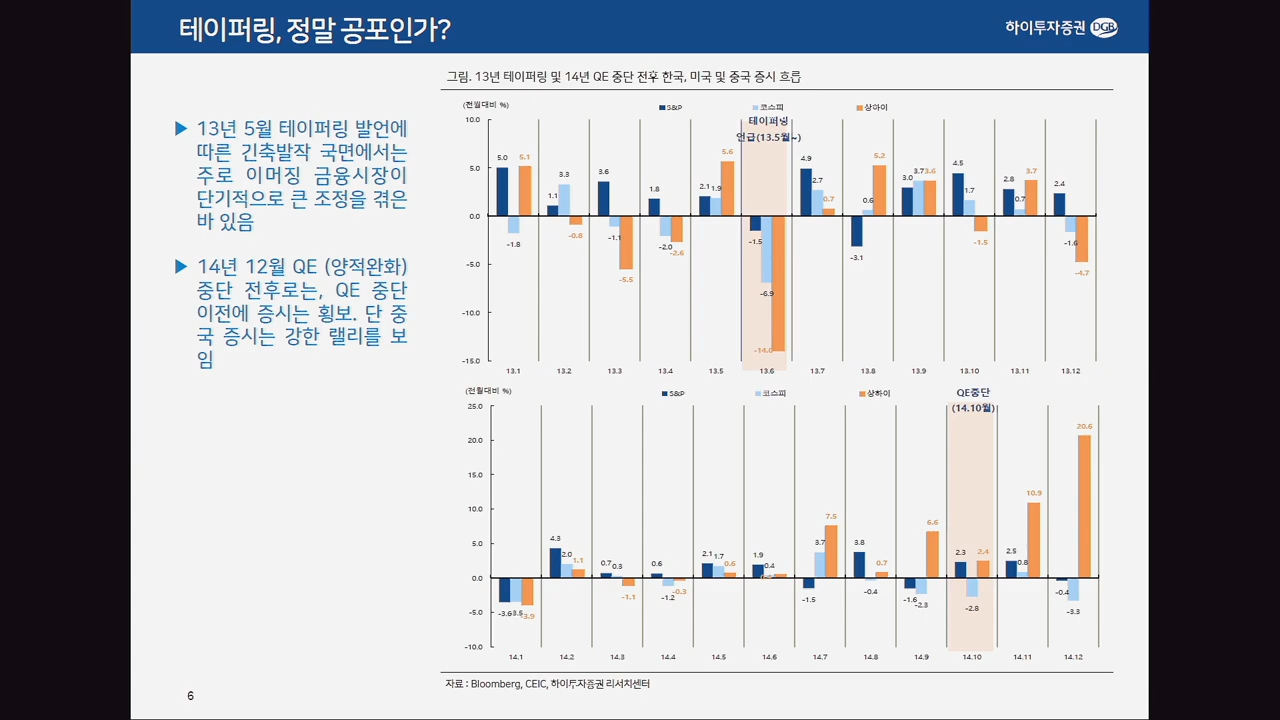 테이퍼링, 정말 공포인가?
하이투자증권 DGB
13년 5월 테이퍼링 발언에
따른 긴축발작 국면에서는
주로 이머징 금융시장이
단기적으로 큰 조정을 겪은
바 있음
14년 12월 QE (양적완화)
중단 전후로는, QE 중단
이전에 증시는 횡보. 단 중
국 증시는 강한 랠리를 보
임
그림. 13년 테이퍼링 및 14년 QE 중단 전후 한국, 미국 및 중국 증시 흐름
(전월대비 %)
S&P 코스피 상하이
테이퍼링
언급(13.5월~)
10.0
5.0
0.0
-5.0
-10.0
-15.0
5.0 -1.8 5.1
1.1 3.3 -0.8
3.6 -1.1 -5.5
1.8 -2.0 -2.6
2.1 1.9 5.6
-1.5 -6.9 -14.0
4.9 2.7 0.7
-3.1 0.6 5.2
3.0 3.7 3.6
4.5 1.7 -1.5
2.8 0.7 3.7
2.4 -1.6 -4.7
13.1 13.2 13.3 13.4 13.5 13.6 13.7 13.8 13.9 13.10 13.11 13.12
(전월대비 %)
S&P 코스피 상하이
QE중단
(14.10월)
25.0
20.0
15.0
10.0
5.0
0.0
-5.0
-10.0
-3.6 -3.5 -3.9
4.3 2.0 1.1
0.7 0.3 -1.1
0.6 -1.2 -0.3
2.1 1.7 0.6
1.9 0.4
-1.5 3.7 7.5
3.8 -0.4 0.7
-1.6 -2.3 6.6
2.3 -2.8 2.4
2.5 0.8 10.9
-0.4 -3.3 20.6
14.1 14.2 14.3 14.4 14.5 14.6 14.7 14.8 14.9 14.10 14.11 14.12
자료 : Bloomberg, CEIC, 하이투자증권 리서치센터
6